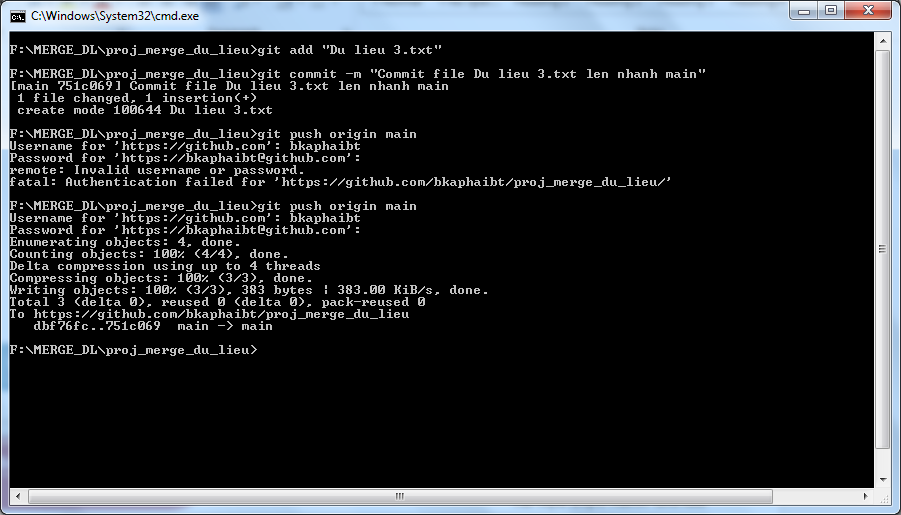 C:\Windows\System32\cmd.exe
F:\MERGE_DL\proj_merge_du_lieu>git add "Du lieu 3.txt"
F:\MERGE_DL\proj_merge_du_lieu>git commit -m "Commit file Du lieu 3.txt len nhanh main"
[main 751c069] Commit file Du lieu 3.txt len nhanh main
 1 file changed, 1 insertion(+)
 create mode 100644 Du lieu 3.txt
F:\MERGE_DL\proj_merge_du_lieu>git push origin main
Username for 'https://github.com': bkaphaibt
Password for 'https://bkaphaibt@github.com':
remote: Invalid username or password.
fatal: Authentication failed for 'https://github.com/bkaphaibt/proj_merge_du_lieu/'
F:\MERGE_DL\proj_merge_du_lieu>git push origin main
Username for 'https://github.com': bkaphaibt
Password for 'https://bkaphaibt@github.com':
Enumerating objects: 4, done.
Counting objects: 100% (4/4), done.
Delta compression using up to 4 threads
Compressing objects: 100% (3/3), done.
Writing objects: 100% (3/3), 383 bytes | 383.00 KiB/s, done.
Total 3 (delta 0), reused 0 (delta 0), pack-reused 0
To https://github.com/bkaphaibt/proj_merge_du_lieu
   dbf76fc..751c069  main -> main
F:\MERGE_DL\proj_merge_du_lieu>